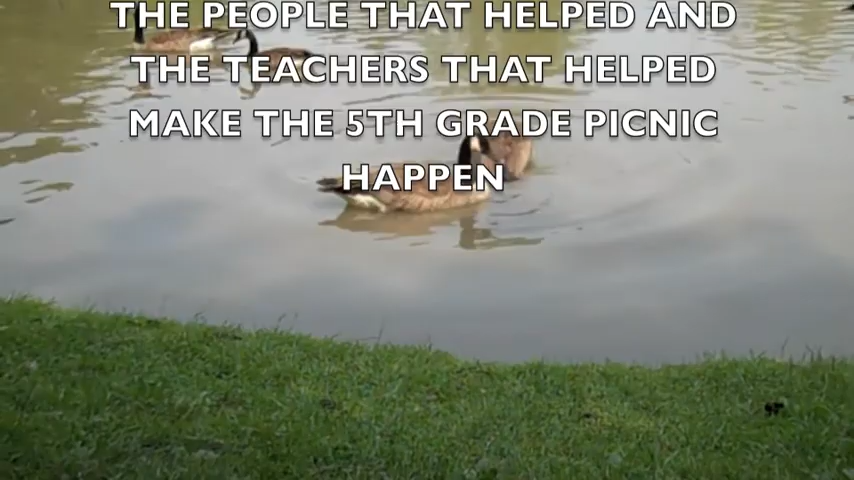 THE PEOPLE THAT HELPED AND
THE TEACHERS THAT HELPED
MAKE THE 5TH GRADE PICNIC
HAPPEN